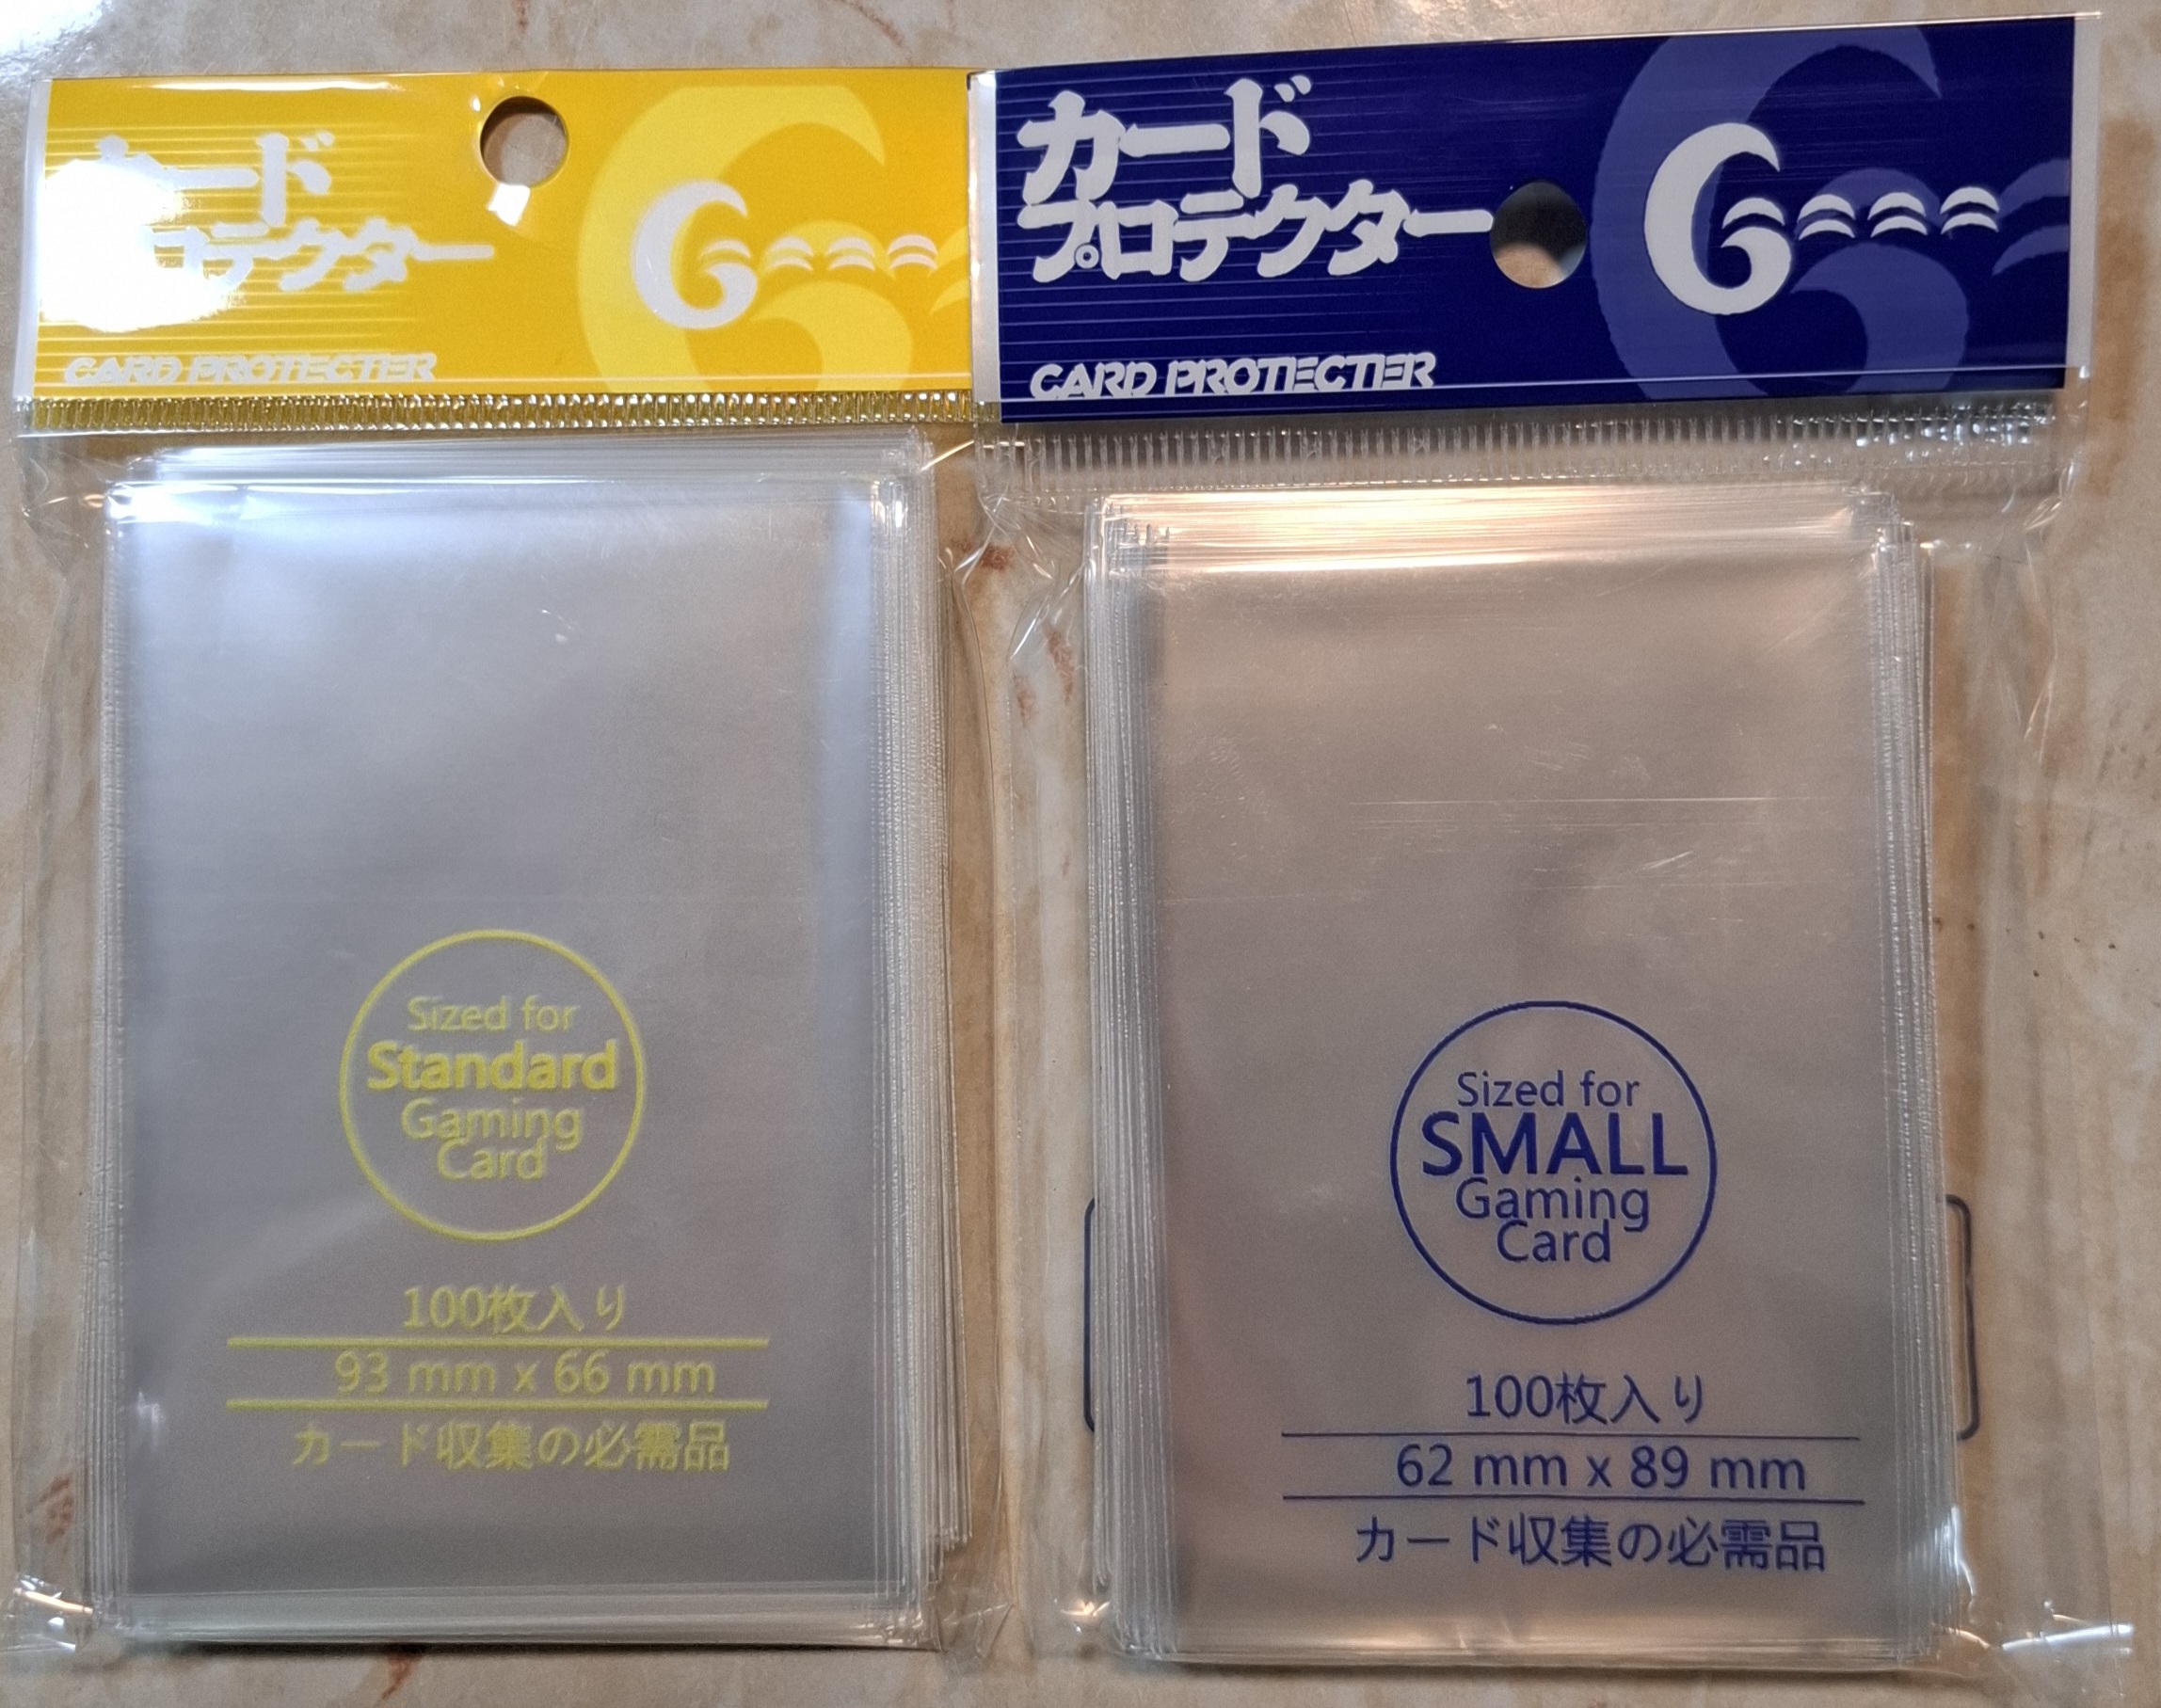 カード
プロテクター
CARD PROTECTER
Sized for
Standard
Gaming
Card
100枚入り
93 mm x 66 mm
カード収集の必需品
カード
プロテクター
G
CARD PROTECTER
Sized for
SMALL
Gaming
Card
100枚入り
62 mm x 89 mm
カード収集の必需品